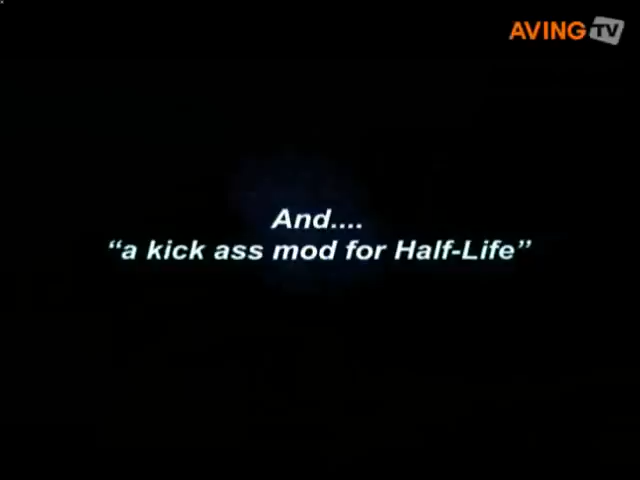 AVING TV
And....
“a kick ass mod for Half-Life”